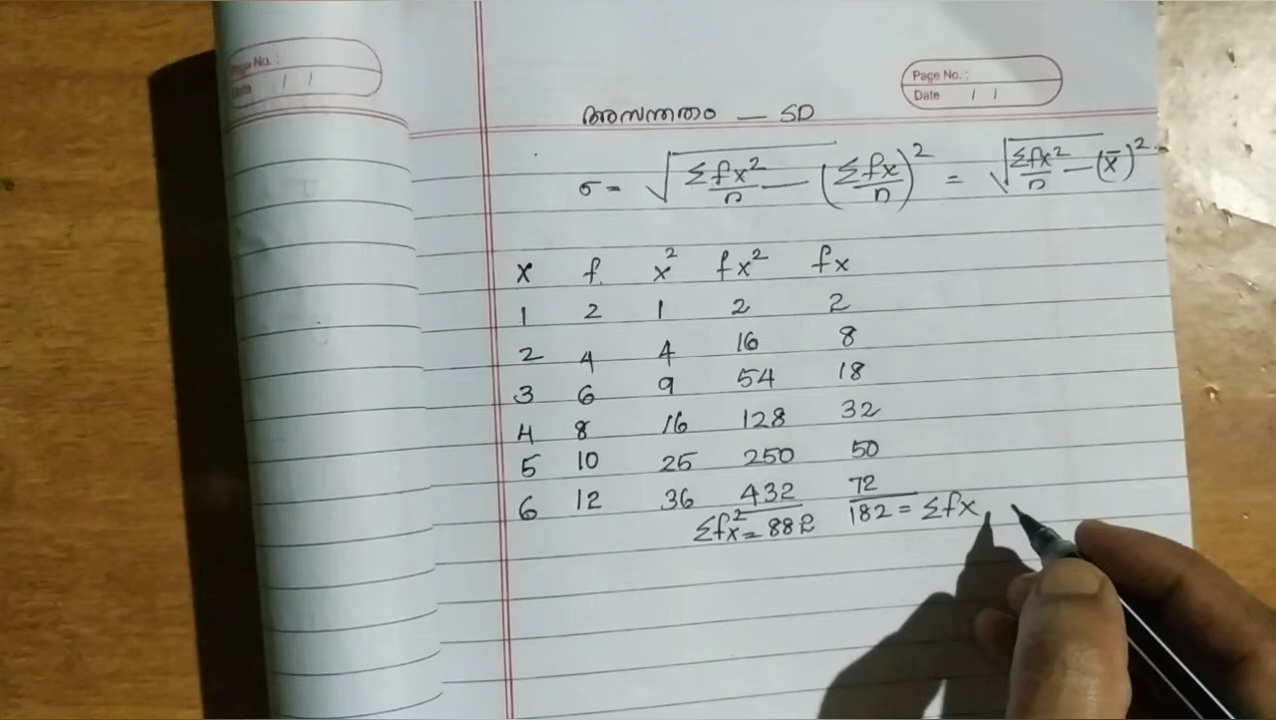 Page No. :
Date / /
Page No. :
Date / /
അസന്തതം — SD
σ = √(Σfx²/n — (Σfx/n)²) = √(Σfx²/n — (x̄)²)
x f x² fx² fx
1 2 1 2 2
2 4 4 16 8
3 6 9 54 18
4 8 16 128 32
5 10 25 250 50
6 12 36 432 72
Σfx² = 882 182 = Σfx